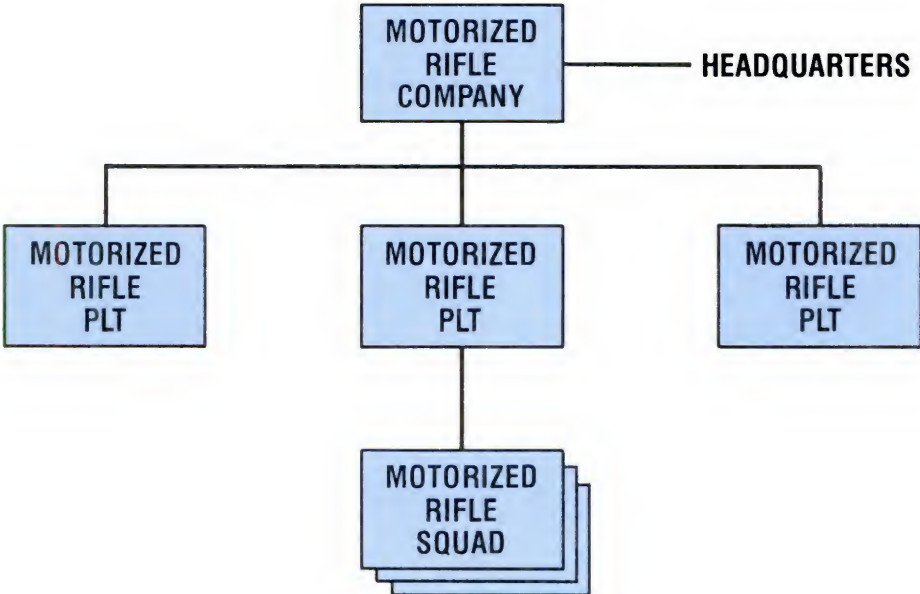 MOTORIZED
RIFLE
COMPANY
HEADQUARTERS
MOTORIZED
RIFLE
PLT
MOTORIZED
RIFLE
PLT
MOTORIZED
RIFLE
PLT
MOTORIZED
RIFLE
SQUAD